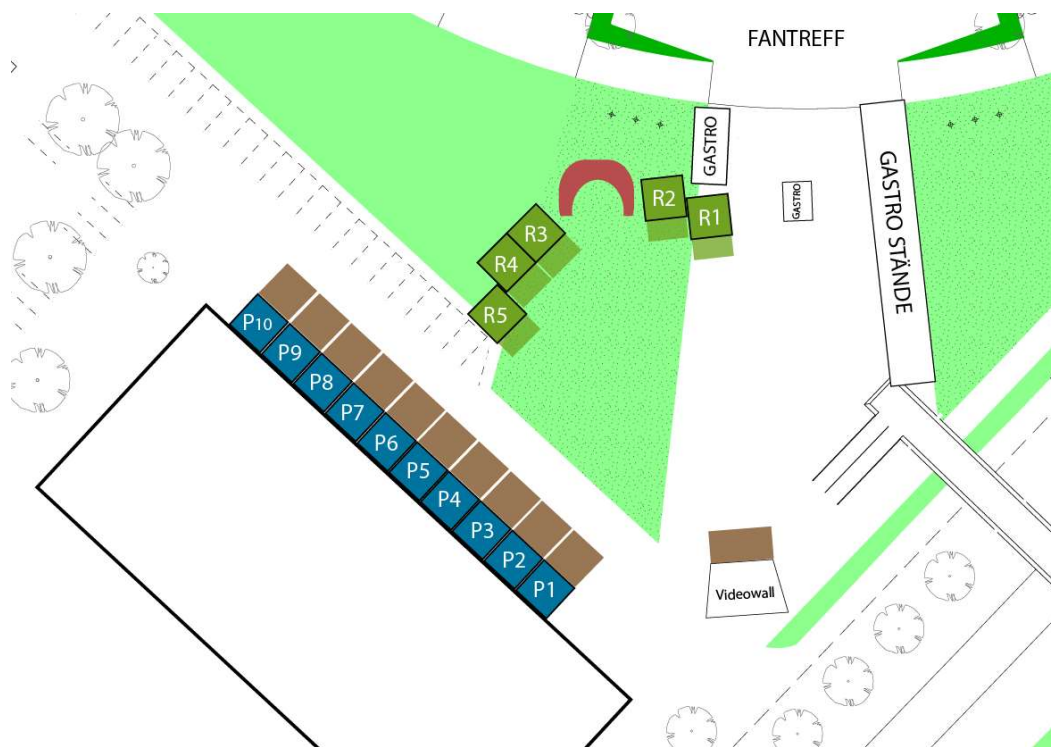 FANTREFF
GASTRO
GASTRO
GASTRO STÄNDE
R2
R1
R3
R4
R5
P10
P9
P8
P7
P6
P5
P4
P3
P2
P1
Videowall